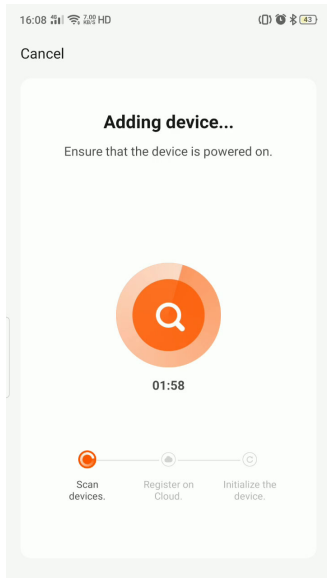 16:08 4G 7.00 KB/S HD 43
Cancel
Adding device...
Ensure that the device is powered on.
01:58
Scan devices.
Register on Cloud.
Initialize the device.